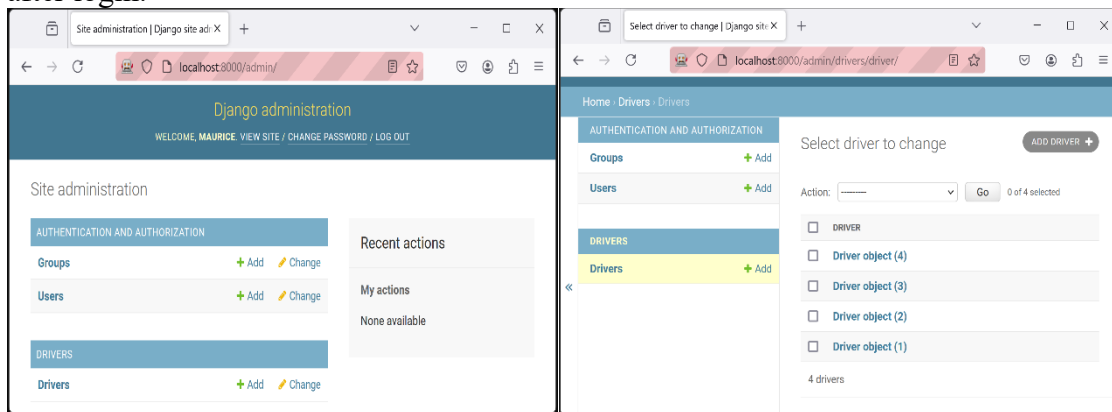 after login.
Site administration | Django site adr
localhost:8000/admin/
Django administration
WELCOME, MAURICE. VIEW SITE / CHANGE PASSWORD / LOG OUT
Site administration
AUTHENTICATION AND AUTHORIZATION
Groups + Add Change
Users + Add Change
DRIVERS
Drivers + Add Change
Recent actions
My actions
None available
Select driver to change | Django site
localhost:8000/admin/drivers/driver/
Home › Drivers › Drivers
AUTHENTICATION AND AUTHORIZATION
Groups + Add
Users + Add
DRIVERS
Drivers + Add
«
Select driver to change
ADD DRIVER +
Action: --------- Go 0 of 4 selected
DRIVER
Driver object (4)
Driver object (3)
Driver object (2)
Driver object (1)
4 drivers